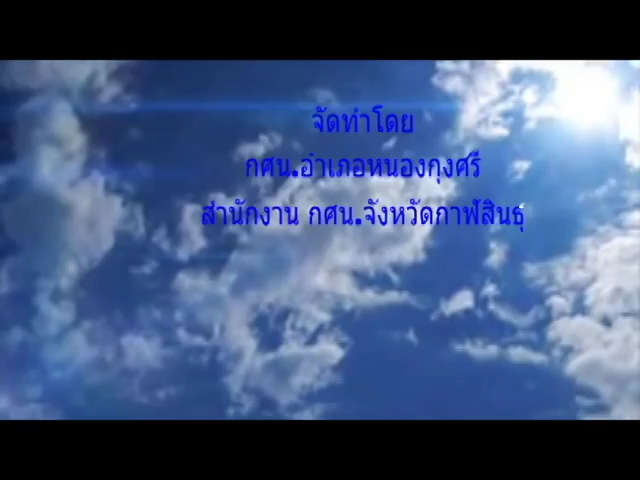 จัดทำโดย
กศน.อำเภอหนองกุงศรี
สำนักงาน กศน.จังหวัดกาฬสินธุ